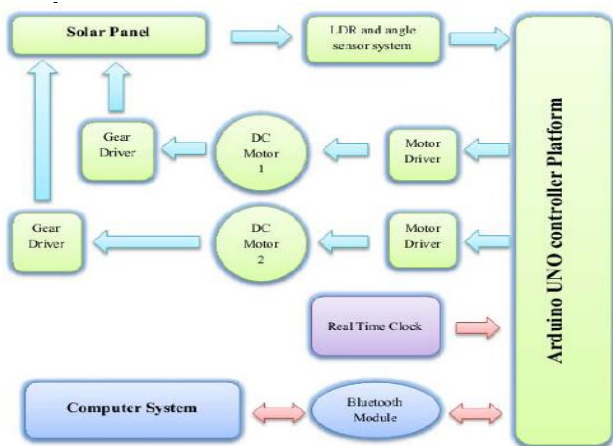 Solar Panel
LDR and angle
sensor system
Gear
Driver
DC
Motor
1
Motor
Driver
Gear
Driver
DC
Motor
2
Motor
Driver
Real Time Clock
Computer System
Bluetooth
Module
Arduino UNO controller Platform